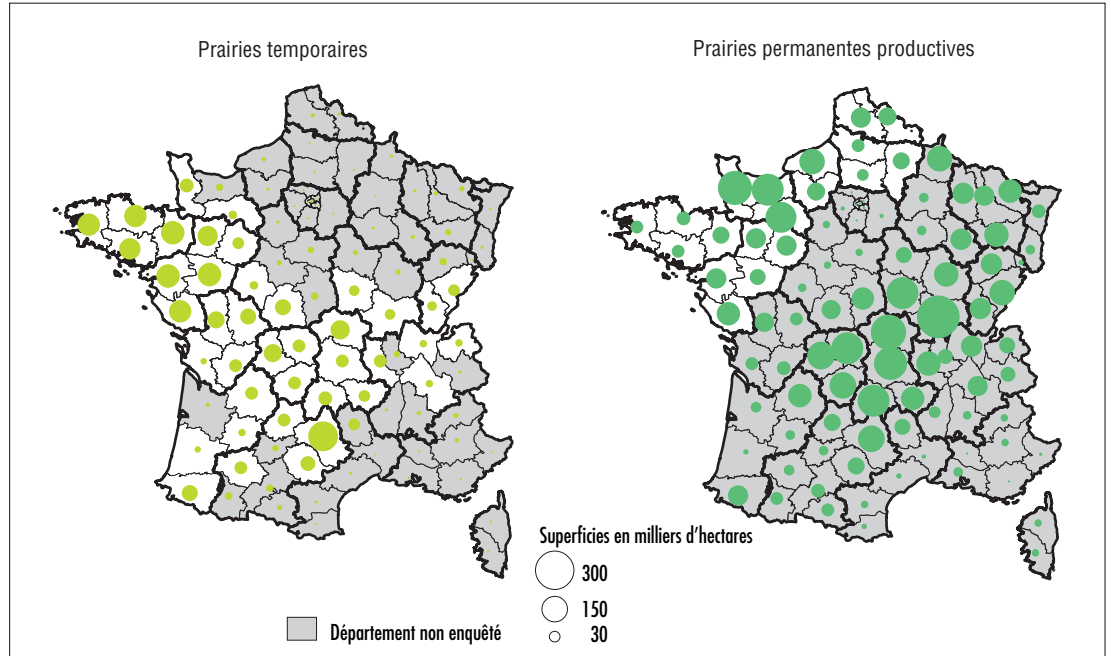 Prairies temporaires
Prairies permanentes productives
Superficies en milliers d’hectares
300
150
30
Département non enquêté